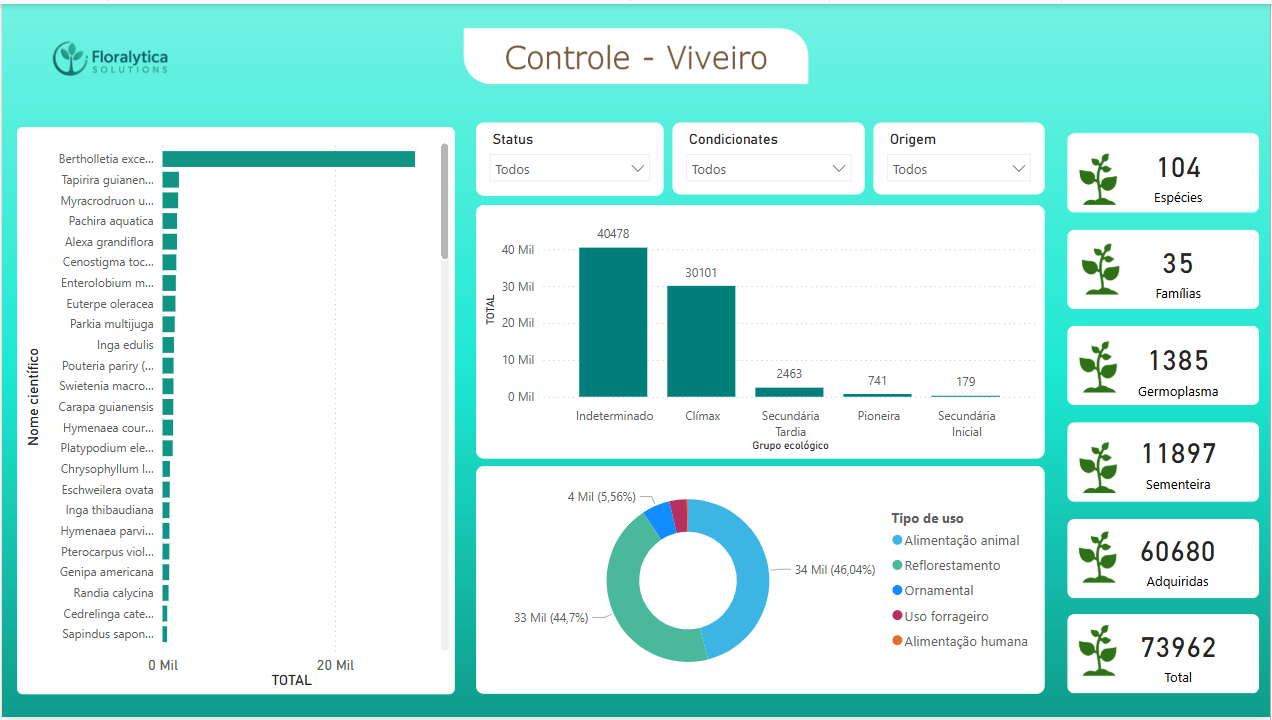 Floralytica
SOLUTIONS
Controle - Viveiro
Nome científico
Bertholletia exce...
Tapirira guianen...
Myracrodruon u...
Pachira aquatica
Alexa grandiflora
Cenostigma toc...
Enterolobium m...
Euterpe oleracea
Parkia multijuga
Inga edulis
Pouteria pariry (...
Swietenia macro...
Carapa guianensis
Hymenaea cour...
Platypodium ele...
Chrysophyllum l...
Eschweilera ovata
Inga thibaudiana
Hymenaea parvi...
Pterocarpus viol...
Genipa americana
Randia calycina
Cedrelinga cate...
Sapindus sapon...
0 Mil 20 Mil
TOTAL
Status
Todos
Condicionates
Todos
Origem
Todos
TOTAL
40 Mil
30 Mil
20 Mil
10 Mil
0 Mil
40478
30101
2463
741
179
Indeterminado
Clímax
Secundária
Tardia
Pioneira
Secundária
Inicial
Grupo ecológico
4 Mil (5,56%)
34 Mil (46,04%)
33 Mil (44,7%)
Tipo de uso
Alimentação animal
Reflorestamento
Ornamental
Uso forrageiro
Alimentação humana
104
Espécies
35
Famílias
1385
Germoplasma
11897
Sementeira
60680
Adquiridas
73962
Total